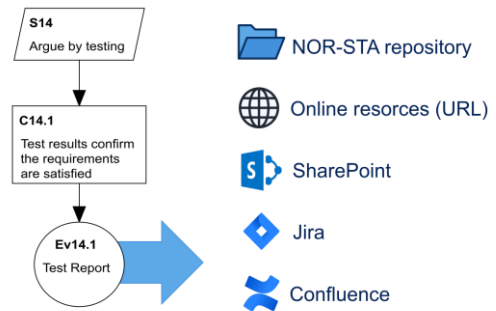 S14
Argue by testing
C14.1
Test results confirm
the requirements
are satisfied
Ev14.1
Test Report
NOR-STA repository
Online resorces (URL)
S
SharePoint
Jira
Confluence